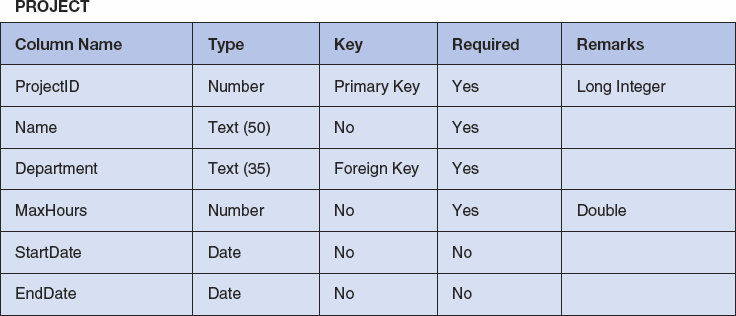 PROJECT
Column Name Type Key Required Remarks
ProjectID Number Primary Key Yes Long Integer
Name Text (50) No Yes
Department Text (35) Foreign Key Yes
MaxHours Number No Yes Double
StartDate Date No No
EndDate Date No No